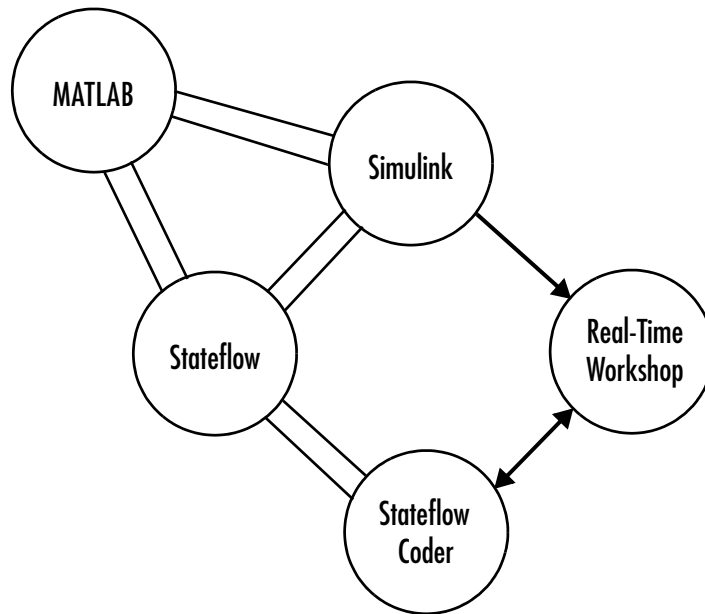 MATLAB
Simulink
Stateflow
Real-Time
Workshop
Stateflow
Coder